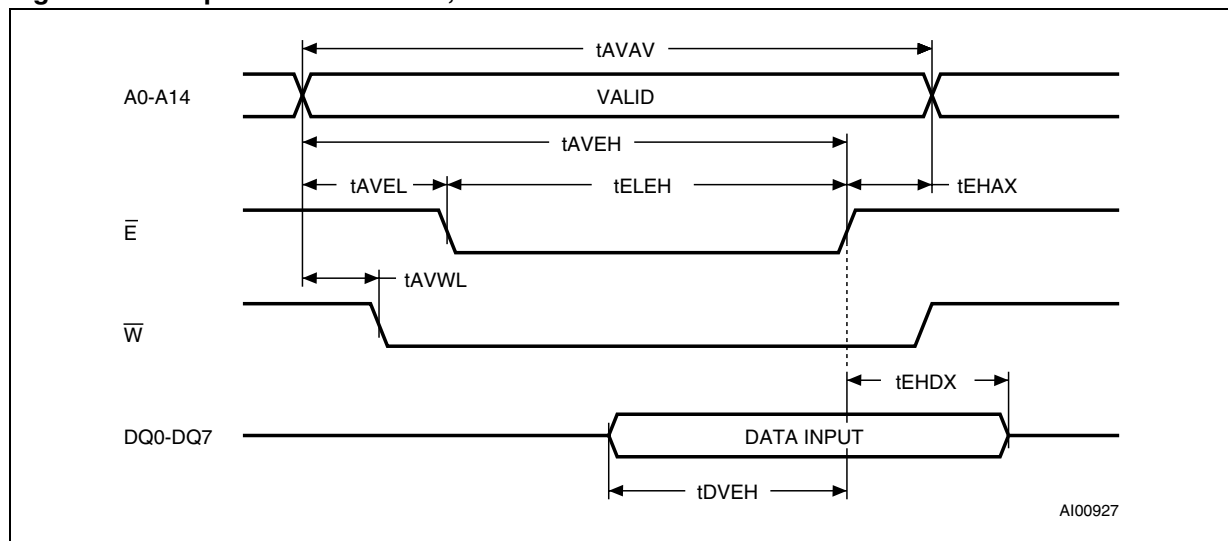 tAVAV
A0-A14
VALID
tAVEH
tAVEL
tELEH
tEHAX
E̅
tAVWL
W̅
tEHDX
DQ0-DQ7
DATA INPUT
tDVEH
AI00927